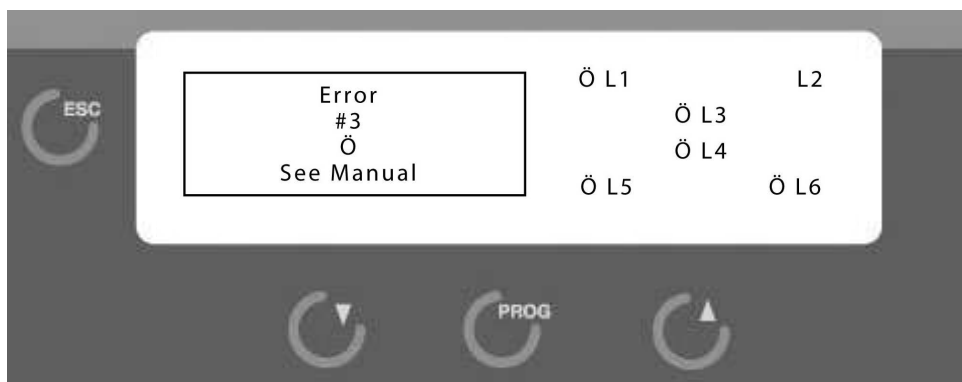 ESC
Error
#3
Ö
See Manual
Ö L1 L2
Ö L3
Ö L4
Ö L5 Ö L6
▼ PROG ▲